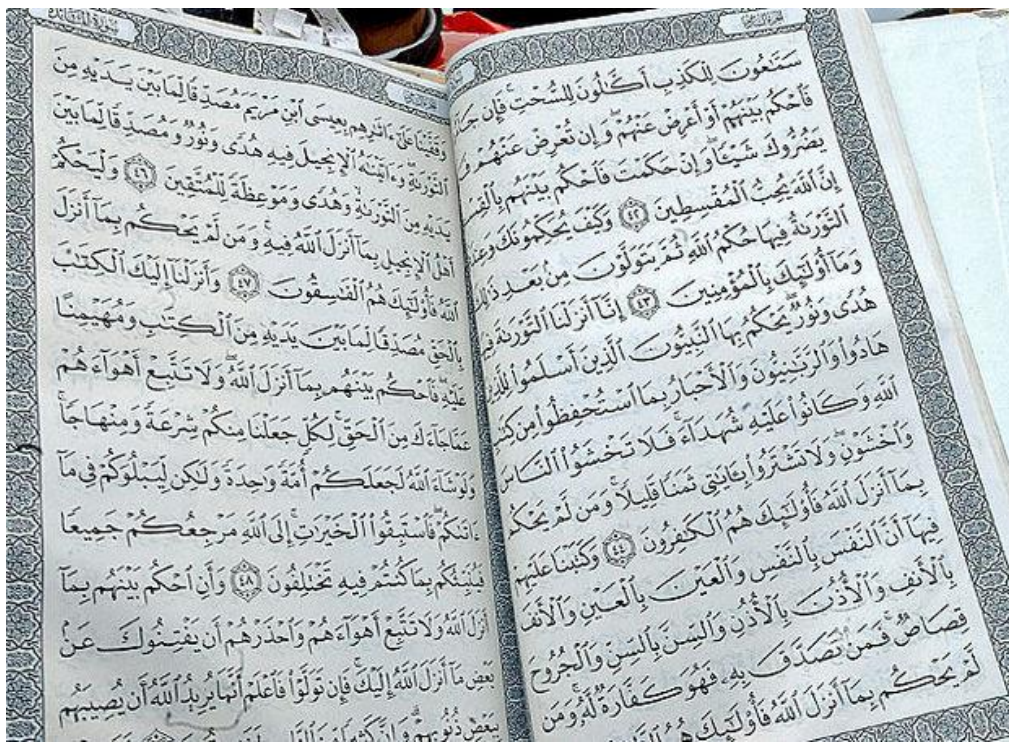 سَمَّٰعُونَ لِلْكَذِبِ أَكَّٰلُونَ لِلسُّحْتِ فَإِن
فَٱحْكُم بَيْنَهُمْ أَوْ أَعْرِضْ عَنْهُمْ وَإِن تُعْرِضْ عَنْهُمْ
يَضُرُّوكَ شَيْـًٔا وَإِنْ حَكَمْتَ فَٱحْكُم بَيْنَهُم
إِنَّ ٱللَّهَ يُحِبُّ ٱلْمُقْسِطِينَ ٤٢ وَكَيْفَ يُحَكِّمُونَكَ
ٱلتَّوْرَىٰةُ فِيهَا حُكْمُ ٱللَّهِ ثُمَّ يَتَوَلَّوْنَ مِنۢ بَعْدِ
وَمَآ أُو۟لَٰٓئِكَ بِٱلْمُؤْمِنِينَ ٤٣ إِنَّآ أَنزَلْنَا ٱلتَّوْرَىٰةَ
هُدًى وَنُورٌ يَحْكُمُ بِهَا ٱلنَّبِيُّونَ ٱلَّذِينَ أَسْلَمُوا۟
هَادُوا۟ وَٱلرَّبَّٰنِيُّونَ وَٱلْأَحْبَارُ بِمَا ٱسْتُحْفِظُوا۟ مِن
ٱللَّهِ وَكَانُوا۟ عَلَيْهِ شُهَدَآءَ فَلَا تَخْشَوُا۟ ٱلنَّاسَ
وَٱخْشَوْنِ وَلَا تَشْتَرُوا۟ بِـَٔايَٰتِى ثَمَنًا قَلِيلًا وَمَن لَّمْ يَحْكُم
بِمَآ أَنزَلَ ٱللَّهُ فَأُو۟لَٰٓئِكَ هُمُ ٱلْكَٰفِرُونَ ٤٤ وَكَتَبْنَا عَلَيْهِمْ
فِيهَآ أَنَّ ٱلنَّفْسَ بِٱلنَّفْسِ وَٱلْعَيْنَ بِٱلْعَيْنِ وَٱلْأَنفَ
بِٱلْأَنفِ وَٱلْأُذُنَ بِٱلْأُذُنِ وَٱلسِّنَّ بِٱلسِّنِّ وَٱلْجُرُوحَ
قِصَاصٌ فَمَن تَصَدَّقَ بِهِۦ فَهُوَ كَفَّارَةٌ لَّهُۥ وَمَن
لَّمْ يَحْكُم بِمَآ أَنزَلَ ٱللَّهُ فَأُو۟لَٰٓئِكَ هُمُ
وَقَفَّيْنَا عَلَىٰٓ ءَاثَٰرِهِم بِعِيسَى ٱبْنِ مَرْيَمَ مُصَدِّقًا لِّمَا بَيْنَ يَدَيْهِ مِنَ
ٱلتَّوْرَىٰةِ وَءَاتَيْنَٰهُ ٱلْإِنجِيلَ فِيهِ هُدًى وَنُورٌ وَمُصَدِّقًا لِّمَا بَيْنَ
يَدَيْهِ مِنَ ٱلتَّوْرَىٰةِ وَهُدًى وَمَوْعِظَةً لِّلْمُتَّقِينَ ٤٦ وَلْيَحْكُمْ
أَهْلُ ٱلْإِنجِيلِ بِمَآ أَنزَلَ ٱللَّهُ فِيهِ وَمَن لَّمْ يَحْكُم بِمَآ أَنزَلَ
ٱللَّهُ فَأُو۟لَٰٓئِكَ هُمُ ٱلْفَٰسِقُونَ ٤٧ وَأَنزَلْنَآ إِلَيْكَ ٱلْكِتَٰبَ
بِٱلْحَقِّ مُصَدِّقًا لِّمَا بَيْنَ يَدَيْهِ مِنَ ٱلْكِتَٰبِ وَمُهَيْمِنًا
عَلَيْهِ فَٱحْكُم بَيْنَهُم بِمَآ أَنزَلَ ٱللَّهُ وَلَا تَتَّبِعْ أَهْوَآءَهُمْ
عَمَّا جَآءَكَ مِنَ ٱلْحَقِّ لِكُلٍّ جَعَلْنَا مِنكُمْ شِرْعَةً وَمِنْهَاجًا
وَلَوْ شَآءَ ٱللَّهُ لَجَعَلَكُمْ أُمَّةً وَٰحِدَةً وَلَٰكِن لِّيَبْلُوَكُمْ فِى مَآ
ءَاتَىٰكُمْ فَٱسْتَبِقُوا۟ ٱلْخَيْرَٰتِ إِلَى ٱللَّهِ مَرْجِعُكُمْ جَمِيعًا
فَيُنَبِّئُكُم بِمَا كُنتُمْ فِيهِ تَخْتَلِفُونَ ٤٨ وَأَنِ ٱحْكُم بَيْنَهُم بِمَآ
أَنزَلَ ٱللَّهُ وَلَا تَتَّبِعْ أَهْوَآءَهُمْ وَٱحْذَرْهُمْ أَن يَفْتِنُوكَ عَنۢ
بَعْضِ مَآ أَنزَلَ ٱللَّهُ إِلَيْكَ فَإِن تَوَلَّوْا۟ فَٱعْلَمْ أَنَّمَا يُرِيدُ ٱللَّهُ أَن يُصِيبَهُم
بِبَعْضِ ذُنُوبِهِمْ وَإِنَّ كَثِيرًا مِّنَ